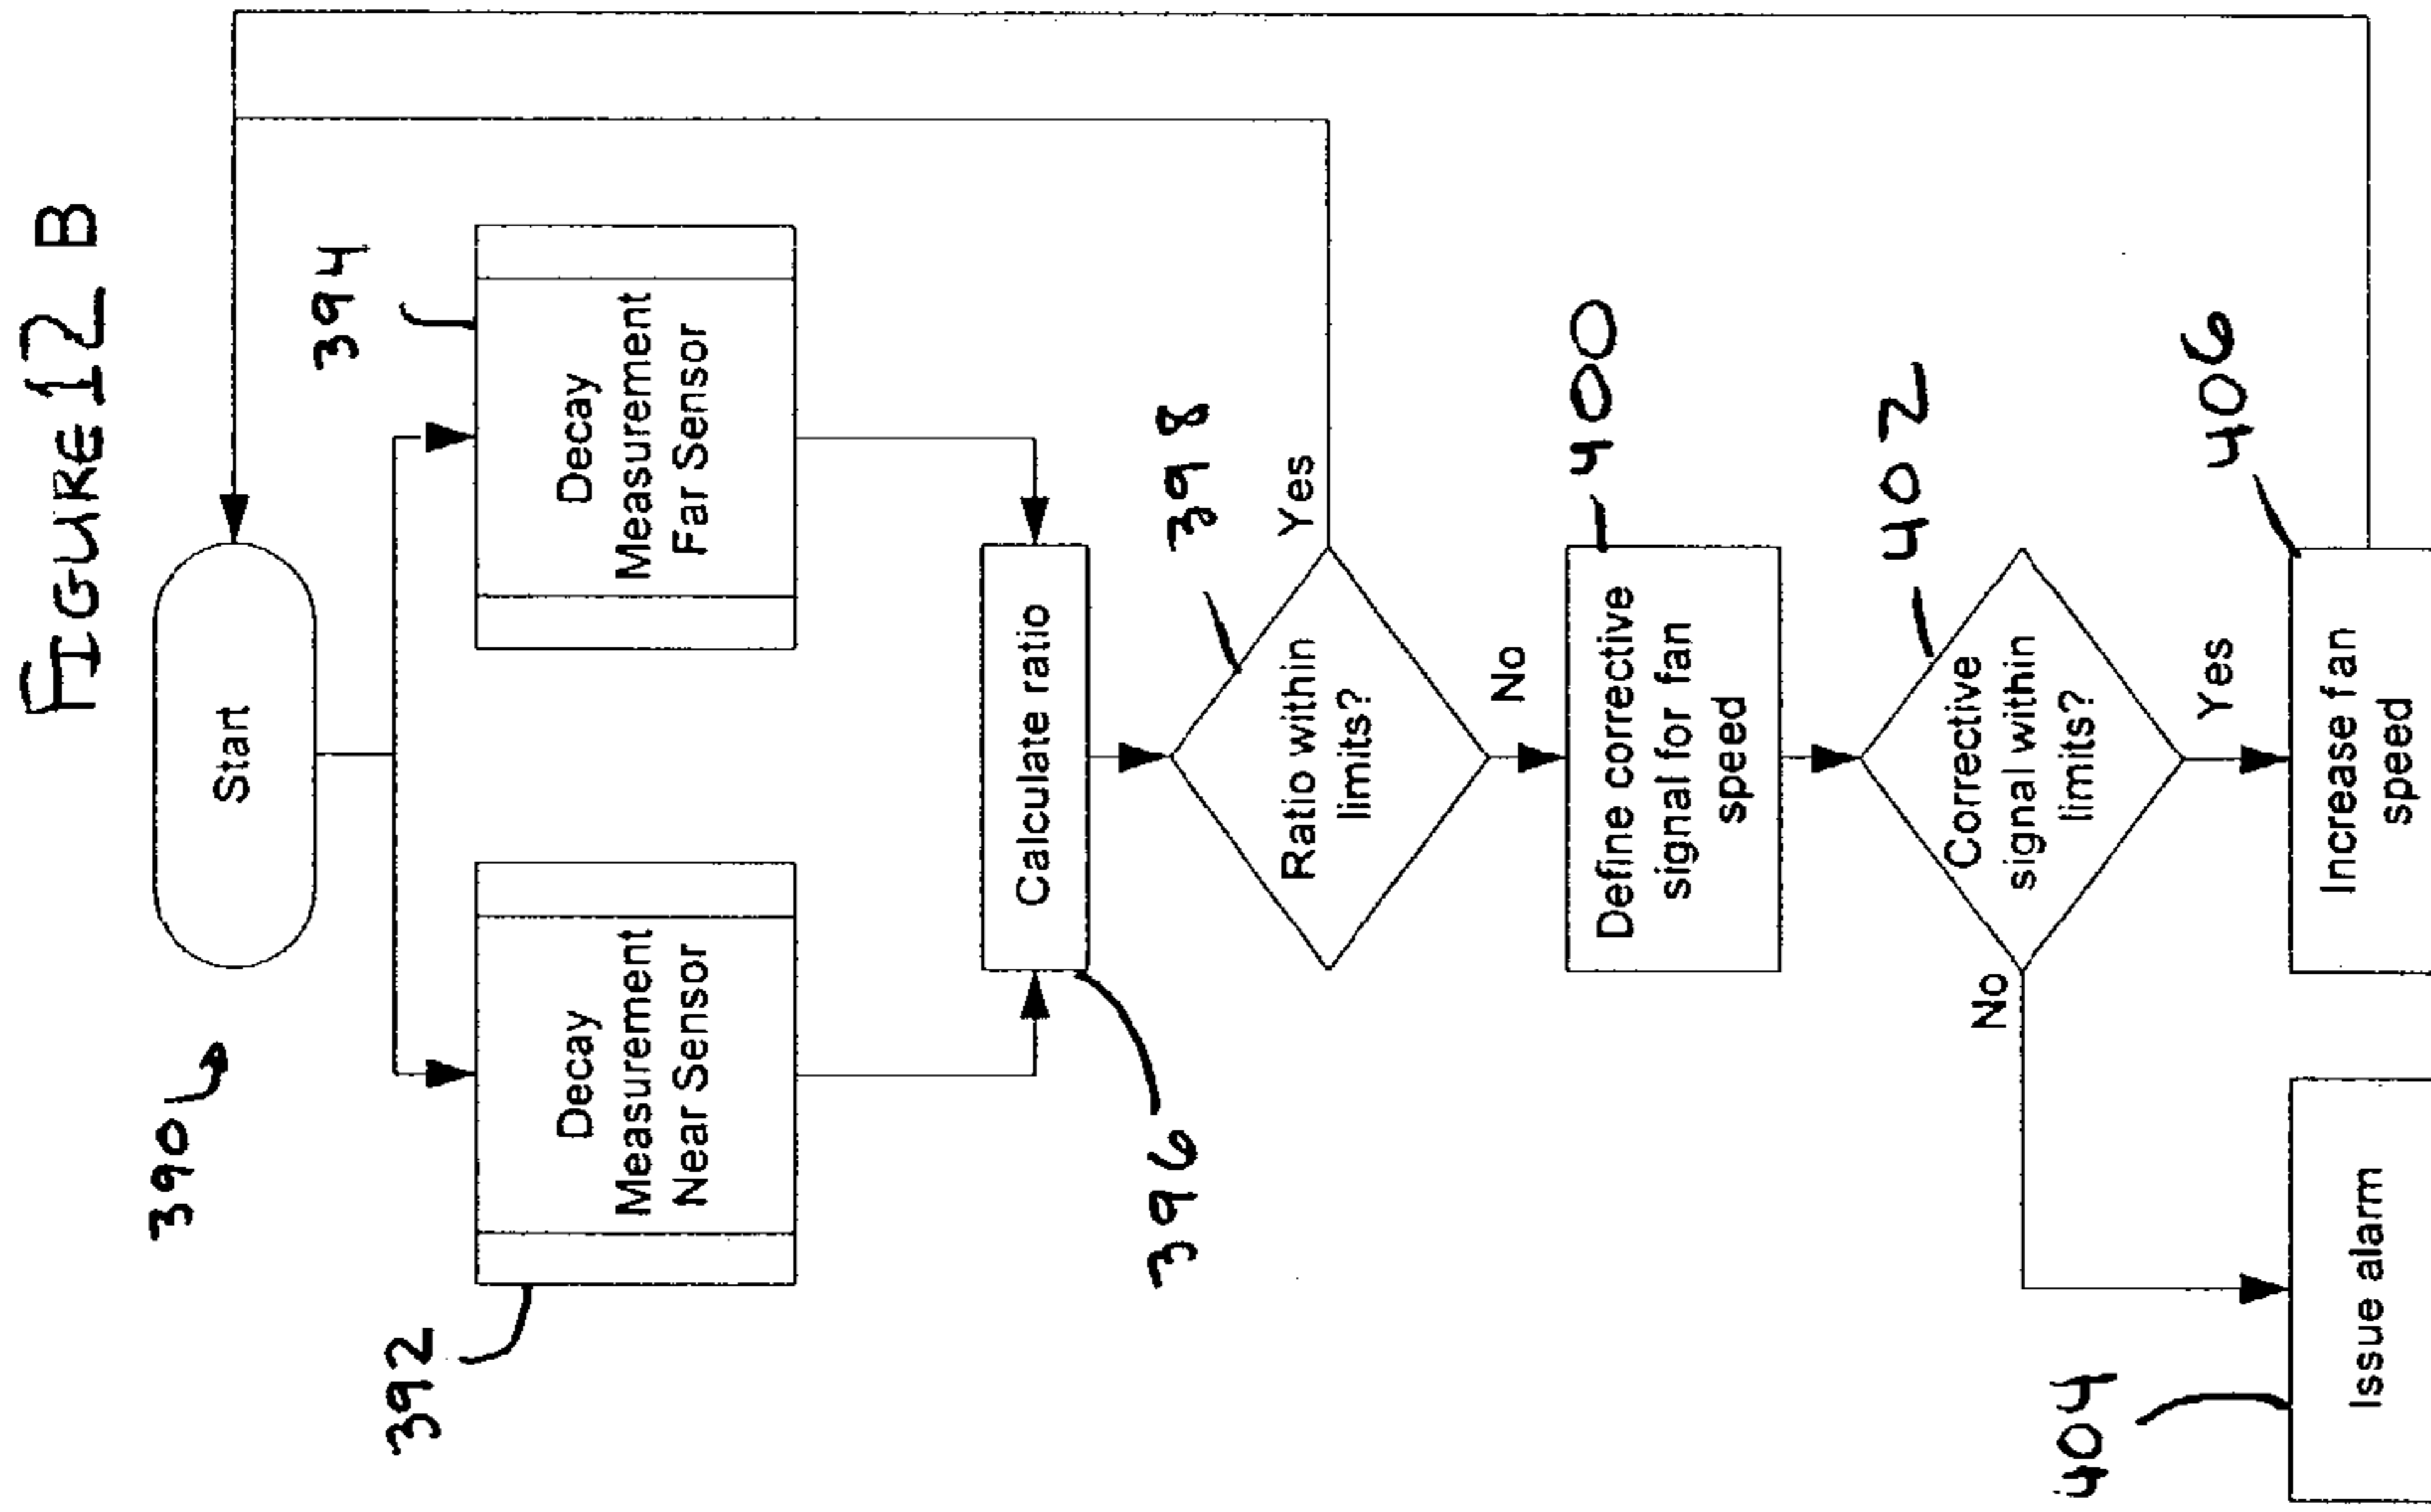 FIGURE 12 B
390
Start
392
Decay
Measurement
Near Sensor
394
Decay
Measurement
Far Sensor
396
Calculate ratio
398
Ratio within
limits?
Yes
No
400
Define corrective
signal for fan
speed
402
Corrective
signal within
limits?
No
Yes
404
Issue alarm
406
Increase fan
speed